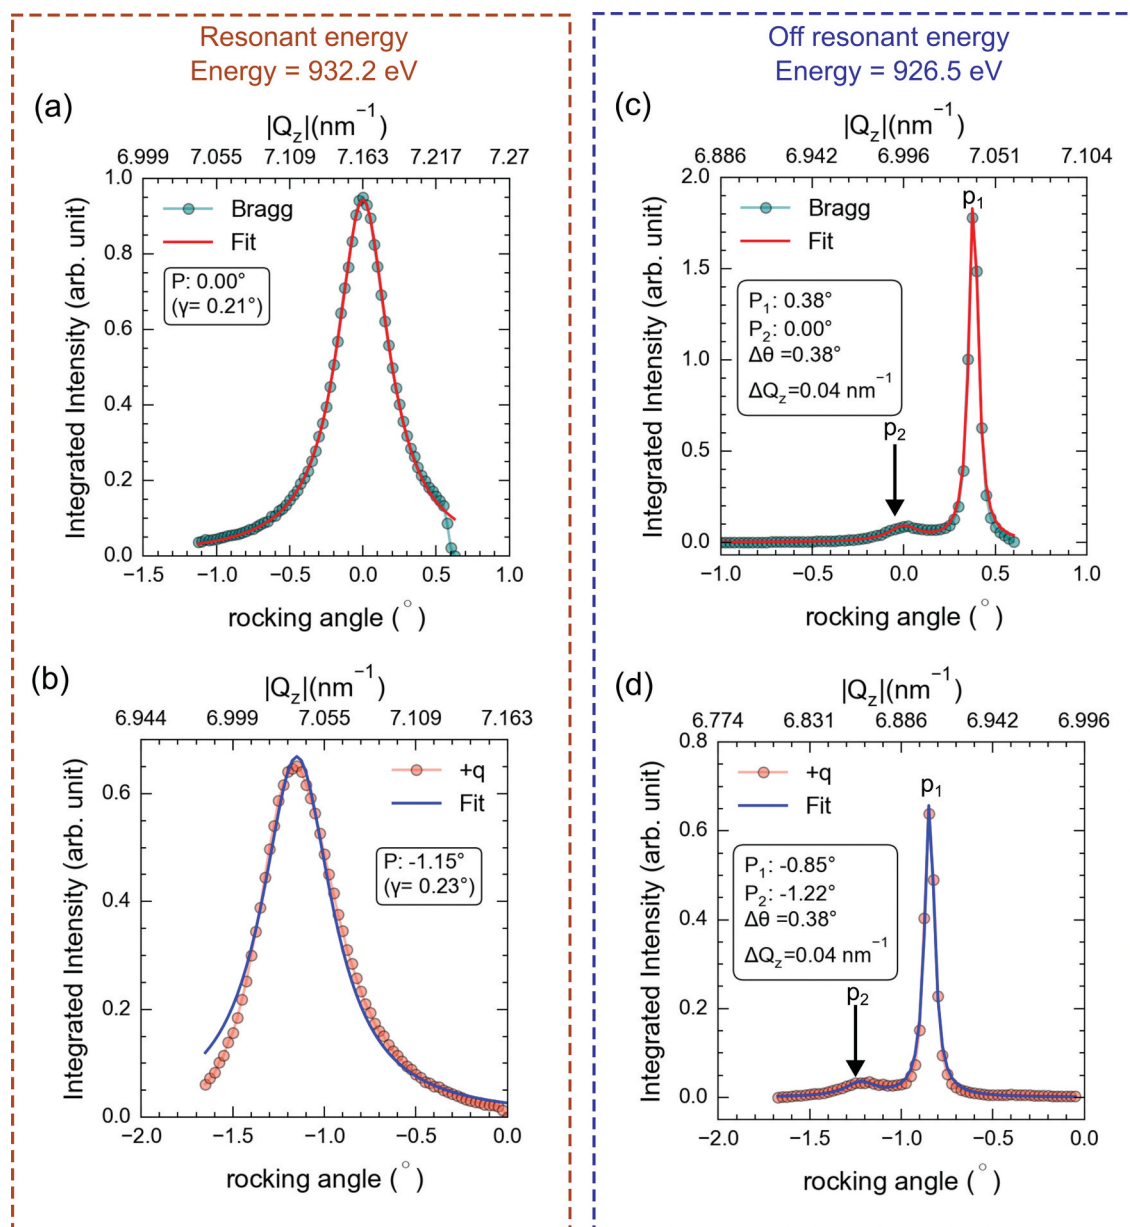 Resonant energy
Energy = 932.2 eV
(a)
|Q_z|(nm⁻¹)
6.999 7.055 7.109 7.163 7.217 7.27
1.0
0.8
0.6
0.4
0.2
0.0
Integrated Intensity (arb. unit)
Bragg
Fit
P: 0.00°
(γ= 0.21°)
−1.5 −1.0 −0.5 0.0 0.5 1.0
rocking angle (°)
(b)
|Q_z|(nm⁻¹)
6.944 6.999 7.055 7.109 7.163
0.6
0.4
0.2
0.0
Integrated Intensity (arb. unit)
+q
Fit
P: -1.15°
(γ= 0.23°)
−2.0 −1.5 −1.0 −0.5 0.0
rocking angle (°)
Off resonant energy
Energy = 926.5 eV
(c)
|Q_z|(nm⁻¹)
6.886 6.942 6.996 7.051 7.104
2.0
1.5
1.0
0.5
0.0
Integrated Intensity (arb. unit)
Bragg
Fit
p₁
P₁: 0.38°
P₂: 0.00°
Δθ =0.38°
ΔQ_z=0.04 nm⁻¹
p₂
−1.0 −0.5 0.0 0.5 1.0
rocking angle (°)
(d)
|Q_z|(nm⁻¹)
6.774 6.831 6.886 6.942 6.996
0.8
0.6
0.4
0.2
0.0
Integrated Intensity (arb. unit)
+q
Fit
p₁
P₁: -0.85°
P₂: -1.22°
Δθ =0.38°
ΔQ_z=0.04 nm⁻¹
p₂
−2.0 −1.5 −1.0 −0.5 0.0
rocking angle (°)